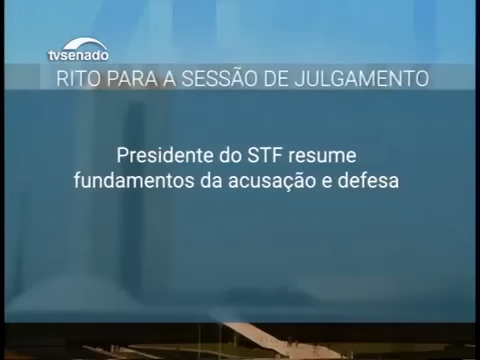 tvsenado
RITO PARA A SESSÃO DE JULGAMENTO
Presidente do STF resume
fundamentos da acusação e defesa